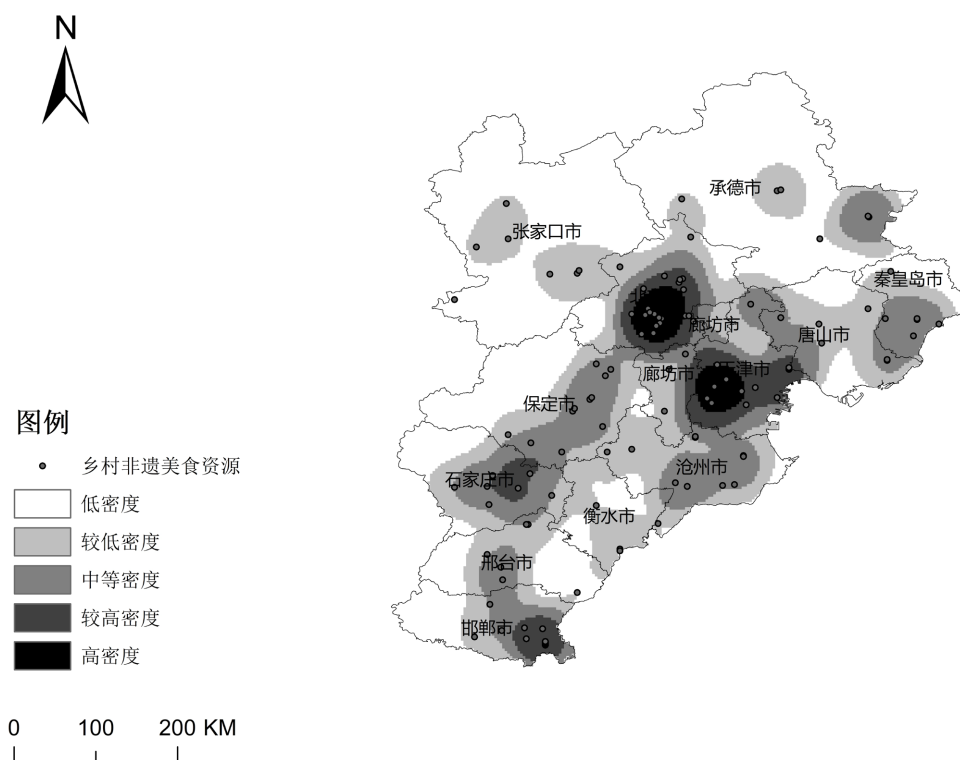 N
承德市
张家口市
秦皇岛市
廊坊市
唐山市
廊坊市
天津市
保定市
石家庄市
沧州市
衡水市
邢台市
邯郸市
图例
乡村非遗美食资源
低密度
较低密度
中等密度
较高密度
高密度
0 100 200 KM